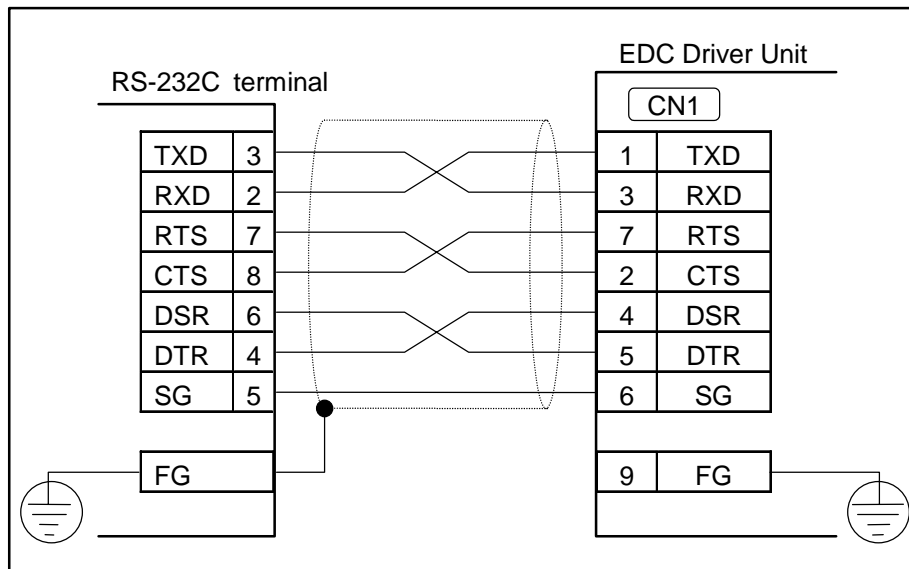 EDC Driver Unit
RS-232C terminal
CN1
TXD 3 1 TXD
RXD 2 3 RXD
RTS 7 7 RTS
CTS 8 2 CTS
DSR 6 4 DSR
DTR 4 5 DTR
SG 5 6 SG
FG 9 FG